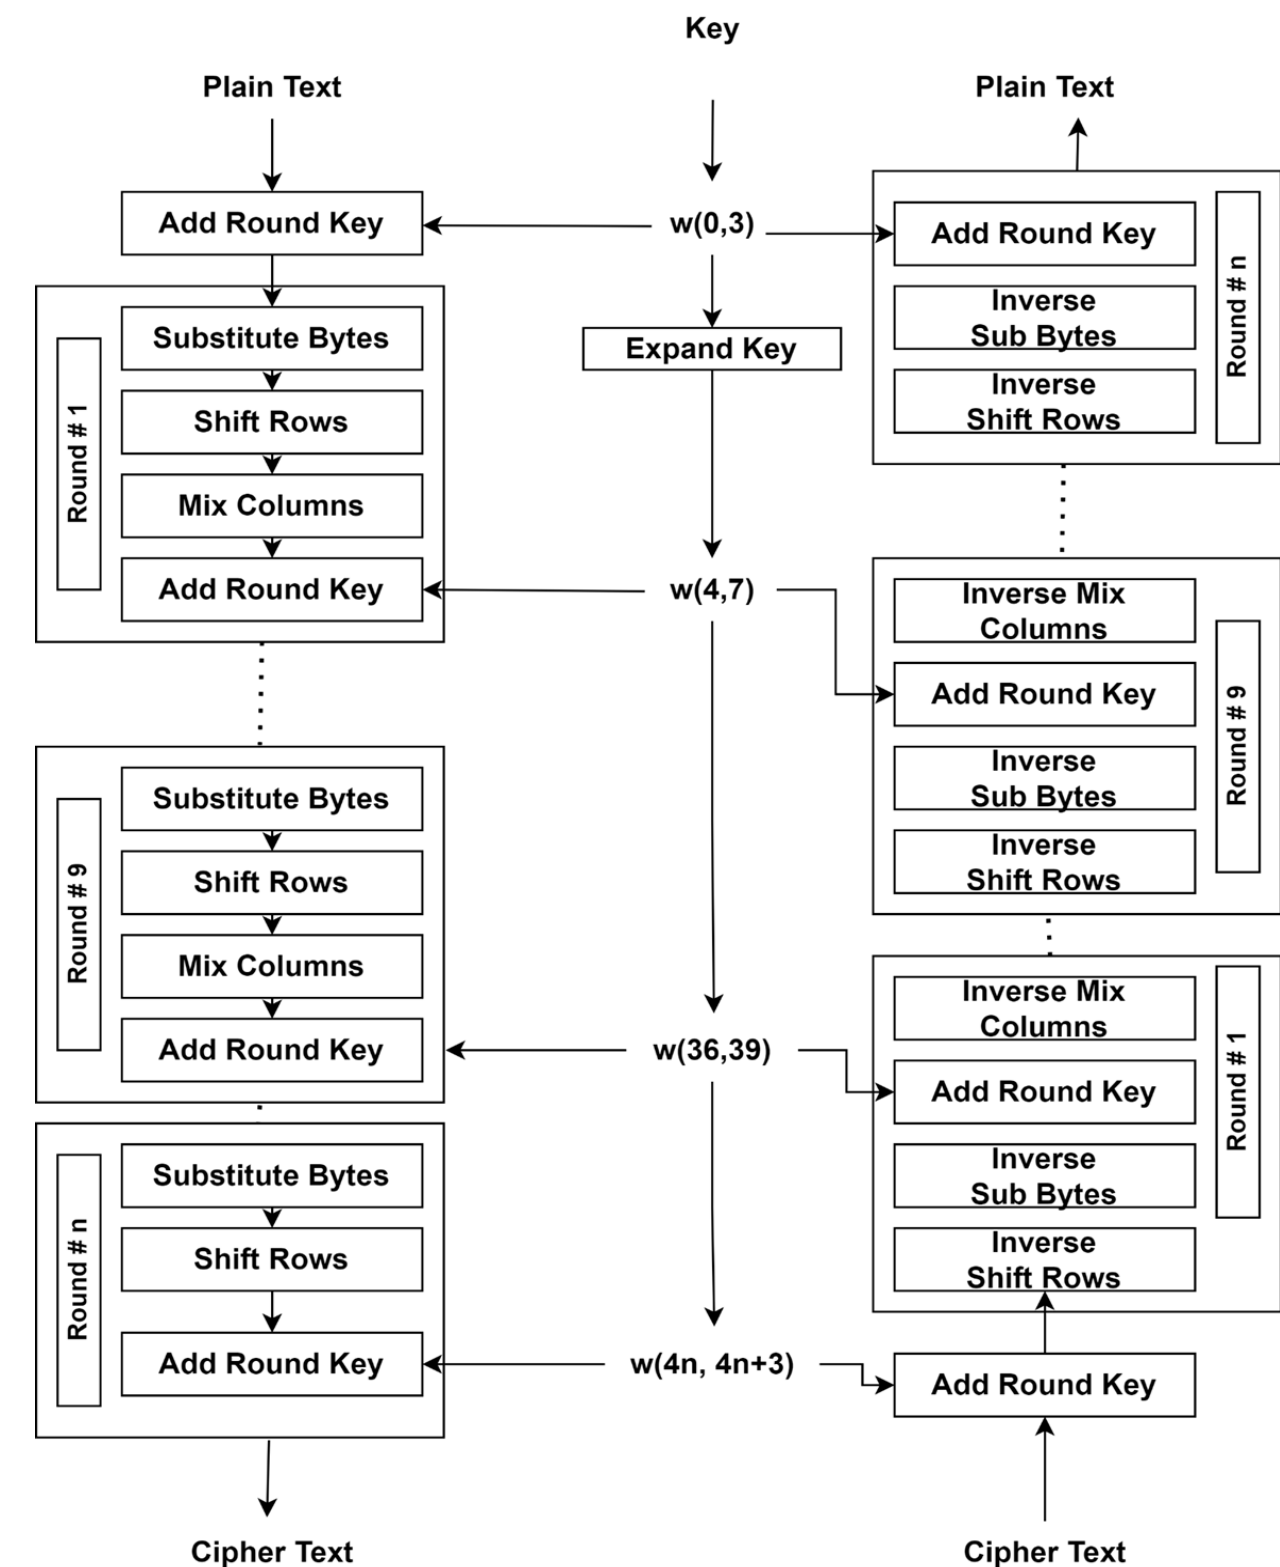 Key
Plain Text
Add Round Key
Round # 1
Substitute Bytes
Shift Rows
Mix Columns
Add Round Key
Round # 9
Substitute Bytes
Shift Rows
Mix Columns
Add Round Key
Round # n
Substitute Bytes
Shift Rows
Add Round Key
Cipher Text
w(0,3)
Expand Key
w(4,7)
w(36,39)
w(4n, 4n+3)
Plain Text
Add Round Key
Inverse
Sub Bytes
Inverse
Shift Rows
Round # n
Inverse Mix
Columns
Add Round Key
Inverse
Sub Bytes
Inverse
Shift Rows
Round # 9
Inverse Mix
Columns
Add Round Key
Inverse
Sub Bytes
Inverse
Shift Rows
Round # 1
Add Round Key
Cipher Text